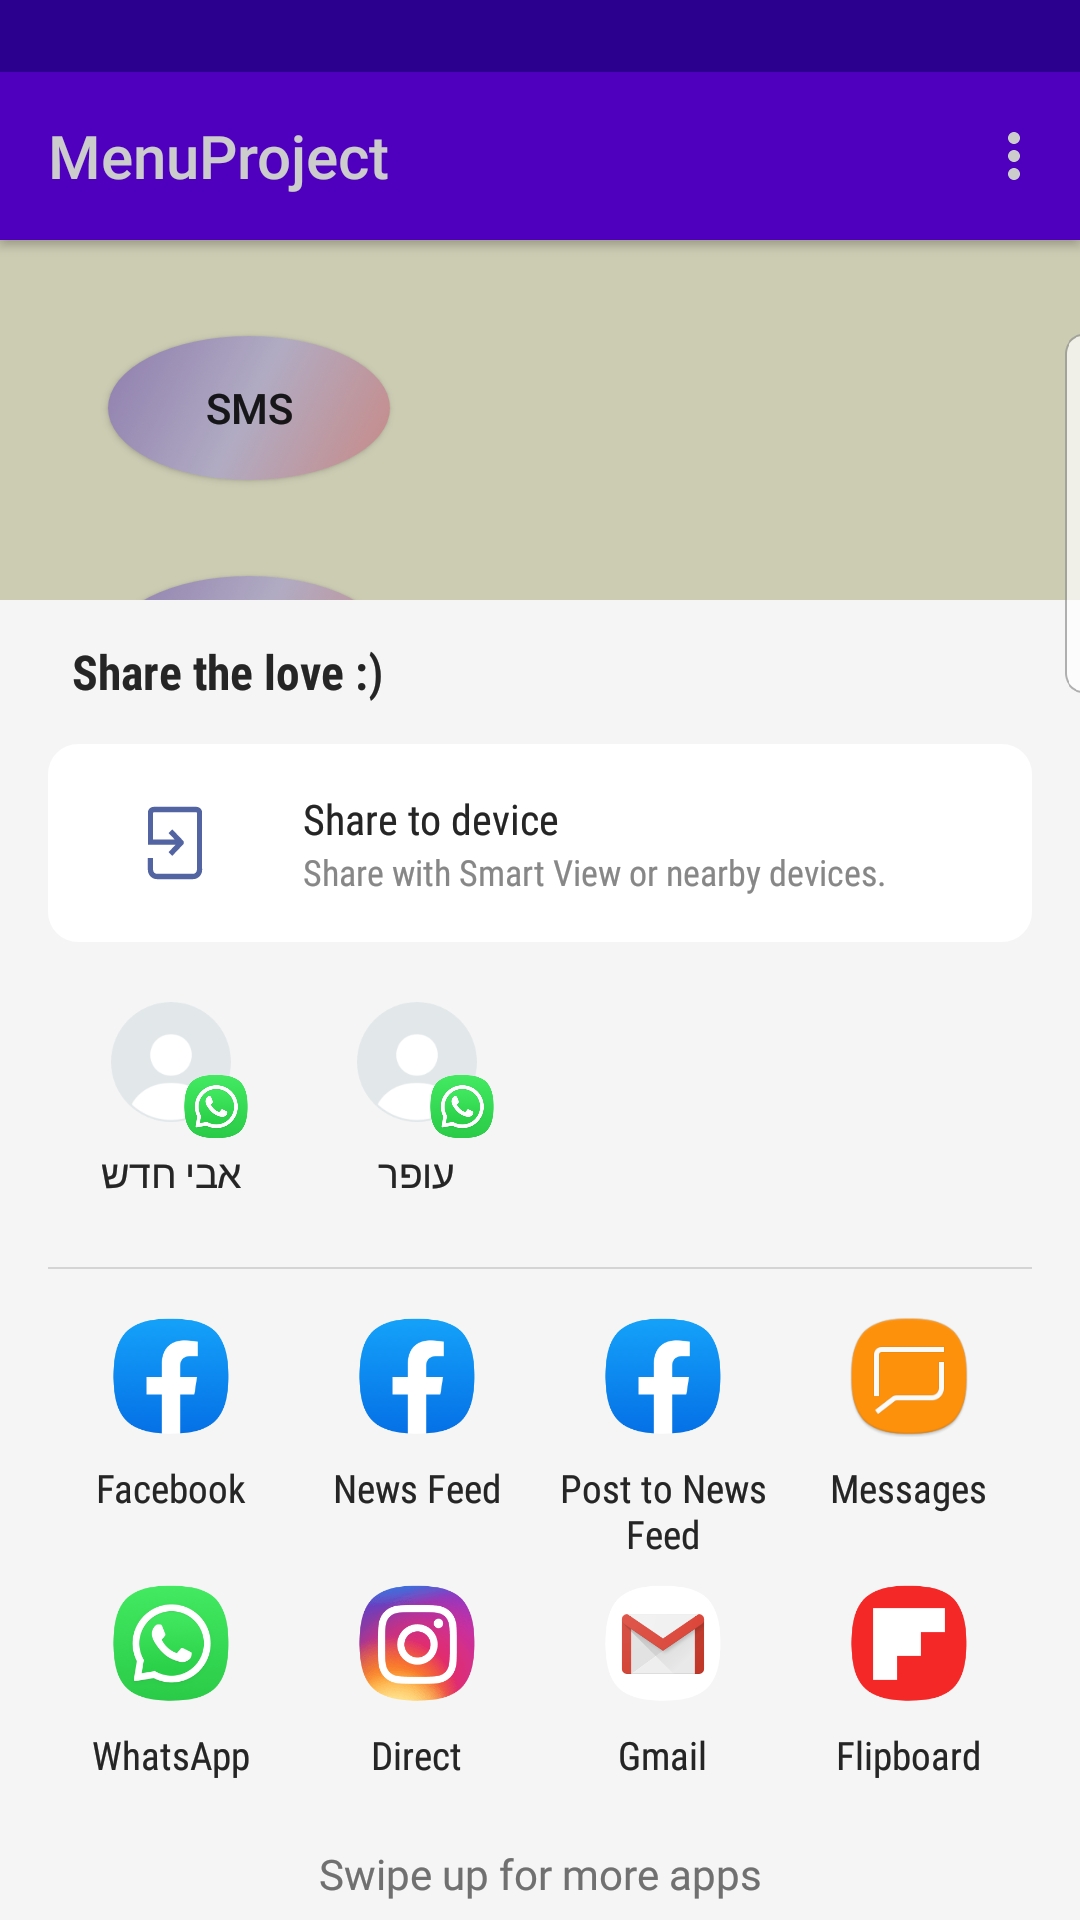 MenuProject
SMS
Share the love :)
Share to device
Share with Smart View or nearby devices.
אבי חדש
עופר
Facebook
News Feed
Post to News
Feed
Messages
WhatsApp
Direct
Gmail
Flipboard
Swipe up for more apps